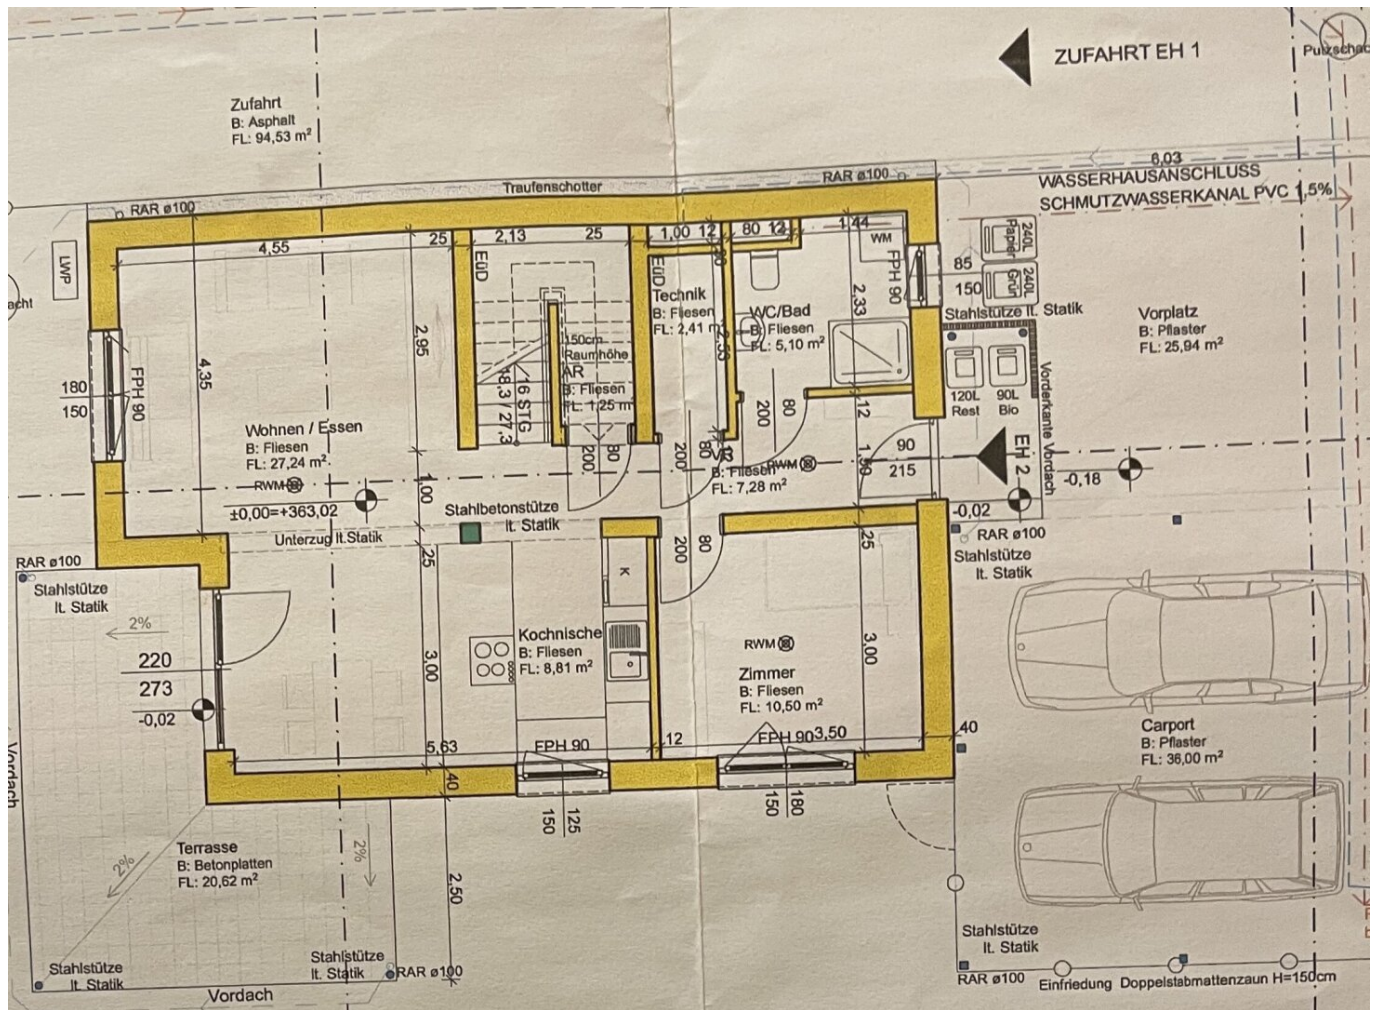 ZUFAHRT EH 1
Zufahrt
B: Asphalt
FL: 94,53 m²
6,03
WASSERHAUSANSCHLUSS
SCHMUTZWASSERKANAL PVC 1,5%
RAR ø100
Traufenschotter
RAR ø100
LWP
4,55
25
2,13
25
1,00
12
80
12
1,44
WM
FPH 90
85
150
240L
Papier
240L
Grün
Stahlstütze lt. Statik
120L
Rest
90L
Bio
Vorderkante Vordach
Vorplatz
B: Pflaster
FL: 25,94 m²
180
150
FPH 90
4,35
2,95
EüD
EüD
Technik
B: Fliesen
FL: 2,41 m²
WC/Bad
B: Fliesen
FL: 5,10 m²
2,33
150cm
Raumhöhe
AR
B: Fliesen
FL: 1,25 m²
16 STG
18,3 / 27,3
Wohnen / Essen
B: Fliesen
FL: 27,24 m²
RWM
±0,00=+363,02
1,00
80
200
80
200
80
200
12
1,50
VR
B: Fliesen
FL: 7,28 m²
RWM
90
215
EH 2
-0,02
-0,18
Stahlbetonstütze
lt. Statik
Unterzug lt.Statik
25
80
200
25
RAR ø100
Stahlstütze
lt. Statik
RAR ø100
Stahlstütze
lt. Statik
2%
220
273
-0,02
3,00
K
Kochnische
B: Fliesen
FL: 8,81 m²
RWM
Zimmer
B: Fliesen
FL: 10,50 m²
3,00
5,63
FPH 90
12
FPH 90
3,50
40
40
150
125
150
180
Carport
B: Pflaster
FL: 36,00 m²
Vordach
Terrasse
B: Betonplatten
FL: 20,62 m²
2%
2%
2,50
Stahlstütze
lt. Statik
Stahlstütze
lt. Statik
RAR ø100
Vordach
Stahlstütze
lt. Statik
RAR ø100
Einfriedung Doppelstabmattenzaun H=150cm